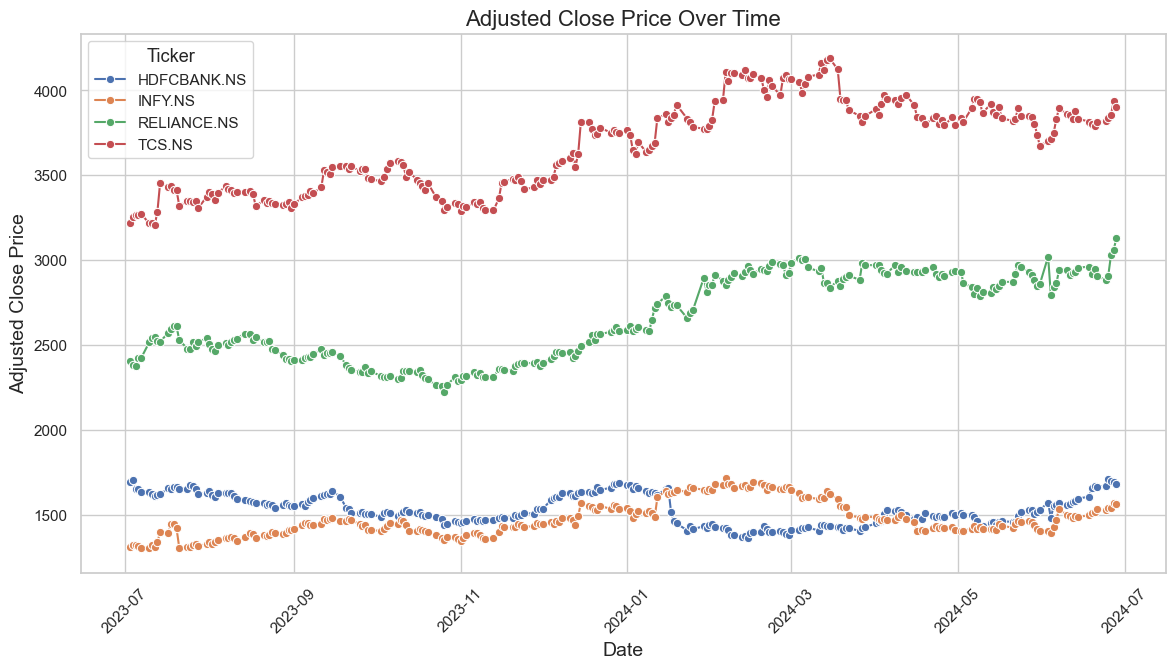 Adjusted Close Price Over Time
Ticker
HDFCBANK.NS
INFY.NS
RELIANCE.NS
TCS.NS
Adjusted Close Price
4000
3500
3000
2500
2000
1500
2023-07
2023-09
2023-11
2024-01
2024-03
2024-05
2024-07
Date